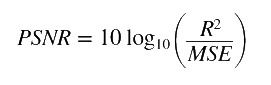 PSNR = 10 log₁₀ (R² / MSE)